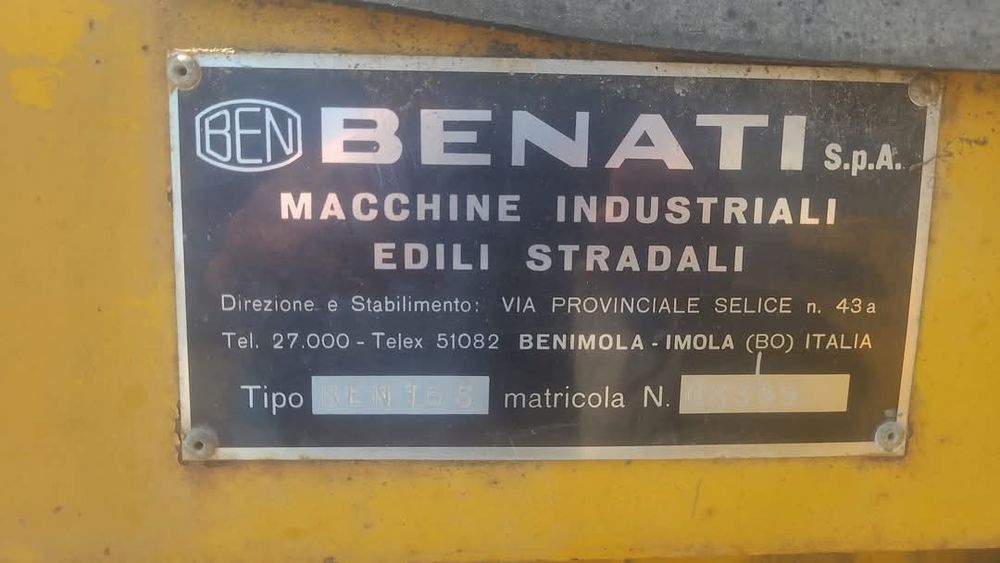 BEN BENATI S.p.A.
MACCHINE INDUSTRIALI
EDILI STRADALI
Direzione e Stabilimento: VIA PROVINCIALE SELICE n. 43a
Tel. 27.000 - Telex 51082 BENIMOLA - IMOLA (BO) ITALIA
Tipo matricola N.